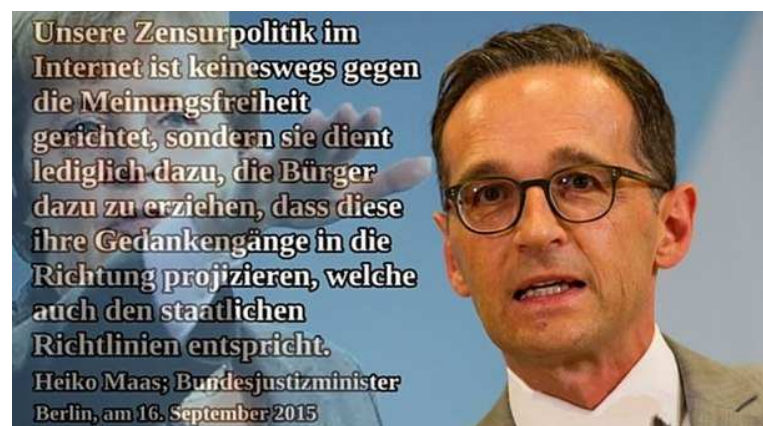 Unsere Zensurpolitik im
Internet ist keineswegs gegen
die Meinungsfreiheit
gerichtet, sondern sie dient
lediglich dazu, die Bürger
dazu zu erziehen, dass diese
ihre Gedankengänge in die
Richtung projizieren, welche
auch den staatlichen
Richtlinien entspricht.
Heiko Maas; Bundesjustizminister
Berlin, am 16. September 2015